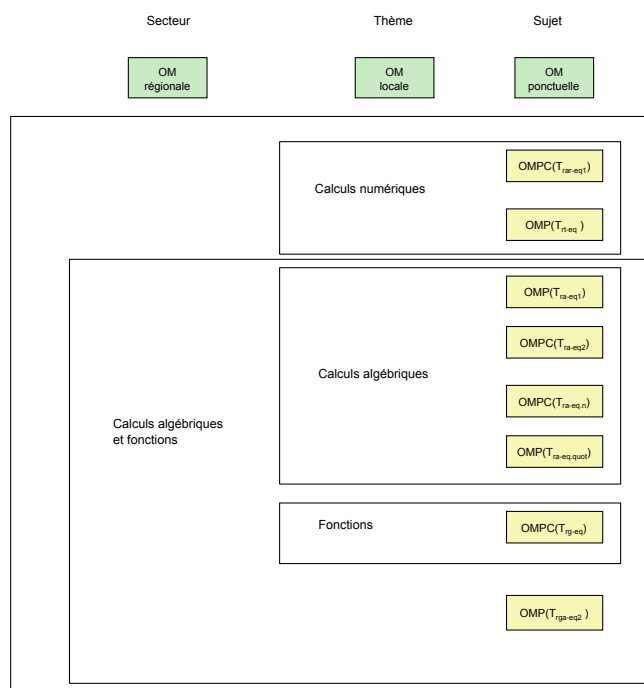 Secteur Thème Sujet
OM régionale
OM locale
OM ponctuelle
Calculs numériques
OMPC(Trar-eq1)
OMP(Trt-eq )
Calculs algébriques
et fonctions
Calculs algébriques
OMP(Tra-eq1)
OMPC(Tra-eq2)
OMPC(Tra-eq.n)
OMP(Tra-eq.quot)
Fonctions
OMPC(Trg-eq)
OMP(Trga-eq2 )